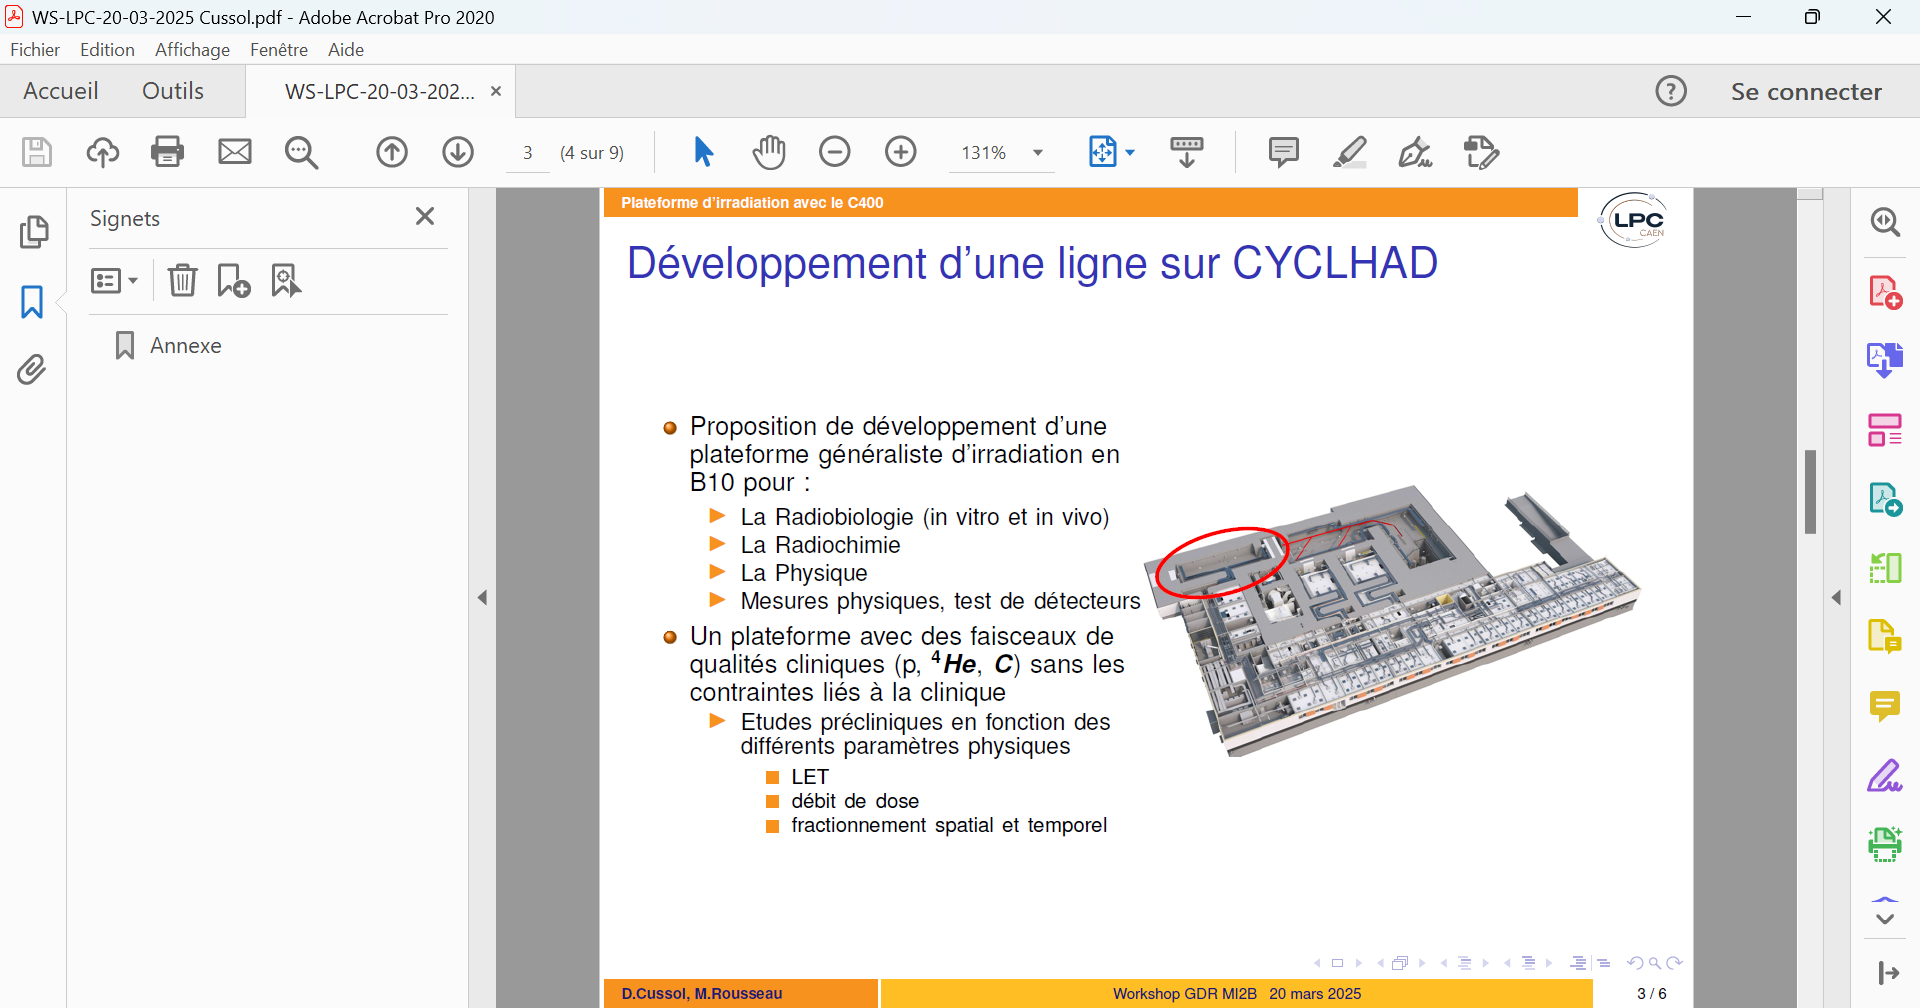 WS-LPC-20-03-2025 Cussol.pdf - Adobe Acrobat Pro 2020
Fichier Edition Affichage Fenêtre Aide
Accueil Outils WS-LPC-20-03-202... × ? Se connecter
3 (4 sur 9) 131%
Signets
Annexe
Plateforme d'irradiation avec le C400
LPC
CAEN
Développement d'une ligne sur CYCLHAD
Proposition de développement d'une
plateforme généraliste d'irradiation en
B10 pour :
La Radiobiologie (in vitro et in vivo)
La Radiochimie
La Physique
Mesures physiques, test de détecteurs
Un plateforme avec des faisceaux de
qualités cliniques (p, ⁴He, C) sans les
contraintes liés à la clinique
Etudes précliniques en fonction des
différents paramètres physiques
LET
débit de dose
fractionnement spatial et temporel
D.Cussol, M.Rousseau Workshop GDR MI2B 20 mars 2025 3 / 6